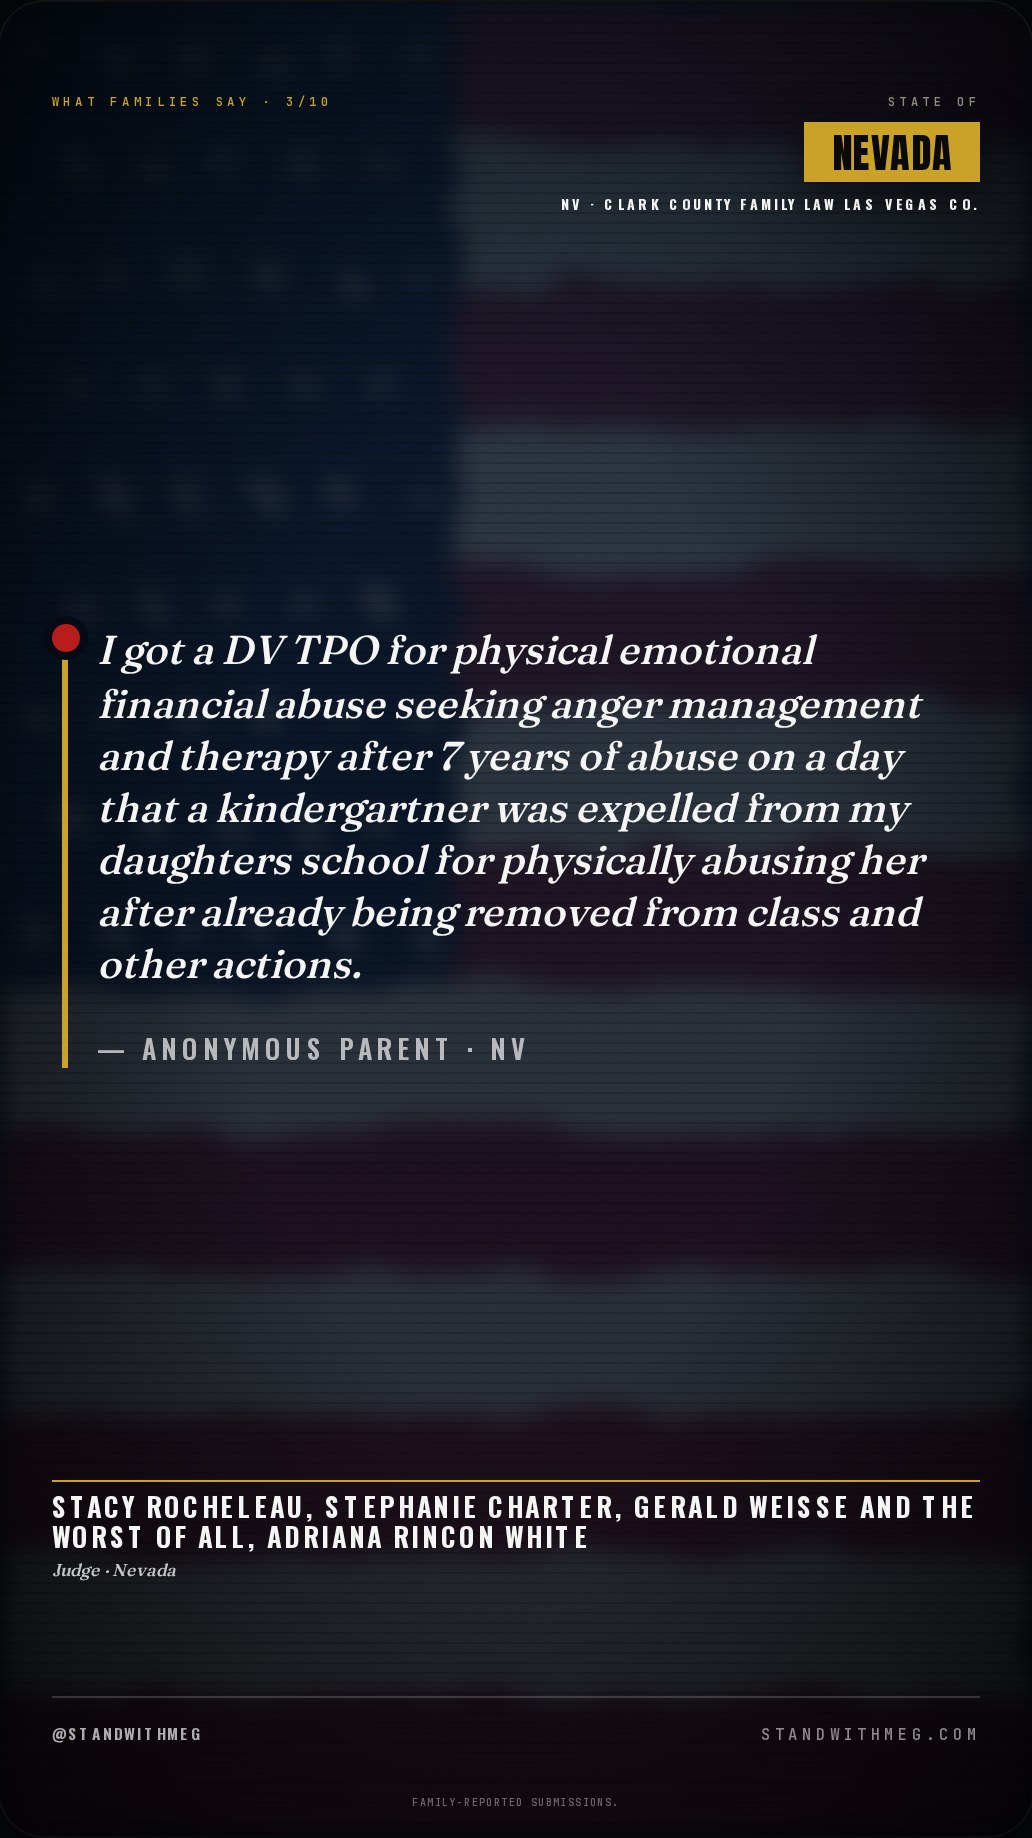 WHAT FAMILIES SAY · 3/10
STATE OF
NEVADA
NV · CLARK COUNTY FAMILY LAW LAS VEGAS CO.
I got a DV TPO for physical emotional
financial abuse seeking anger management
and therapy after 7 years of abuse on a day
that a kindergartner was expelled from my
daughters school for physically abusing her
after already being removed from class and
other actions.
— ANONYMOUS PARENT · NV
STACY ROCHELEAU, STEPHANIE CHARTER, GERALD WEISSE AND THE
WORST OF ALL, ADRIANA RINCON WHITE
Judge · Nevada
@STANDWITHMEG
STANDWITHMEG.COM
FAMILY-REPORTED SUBMISSIONS.